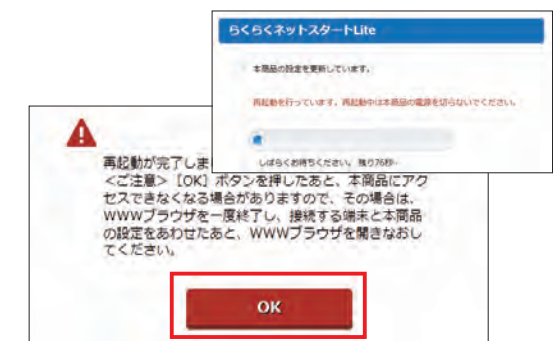 らくらくネットスタートLite
本商品の設定を更新しています。
再起動を行っています。再起動中は本商品の電源を切らないでください。
しばらくお待ちください。 残り76秒
再起動が完了しま
<ご注意> [OK] ボタンを押したあと、本商品にアク
セスできなくなる場合がありますので、その場合は、
WWWブラウザを一度終了し、接続する端末と本商品
の設定をあわせたあと、WWWブラウザを開きなおし
てください。
OK